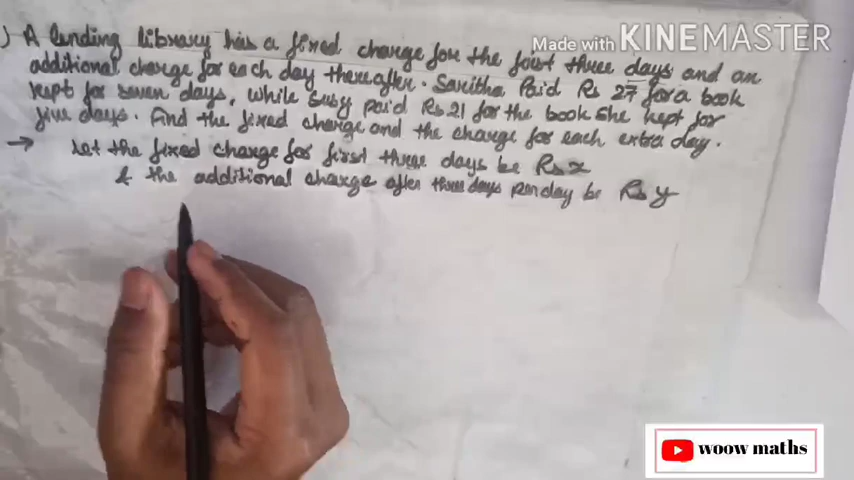 ) A lending library has a fixed charge for the first three days and an
additional charge for each day thereafter. Saritha Paid Rs 27 for a book
kept for seven days, while Susy paid Rs 21 for the book she kept for
five days. Find the fixed charge and the charge for each extra day.
→ Let the fixed charge for first three days be Rs x
& the additional charge after three days per day be Rs y
Made with KINEMASTER
woow maths